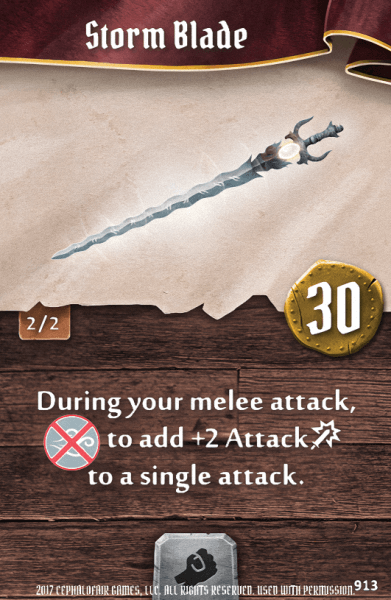 Storm Blade
2/2
30
During your melee attack,
to add +2 Attack
to a single attack.
2017 CEPHALOFAIR GAMES, LLC. ALL RIGHTS RESERVED. USED WITH PERMISSION.
913